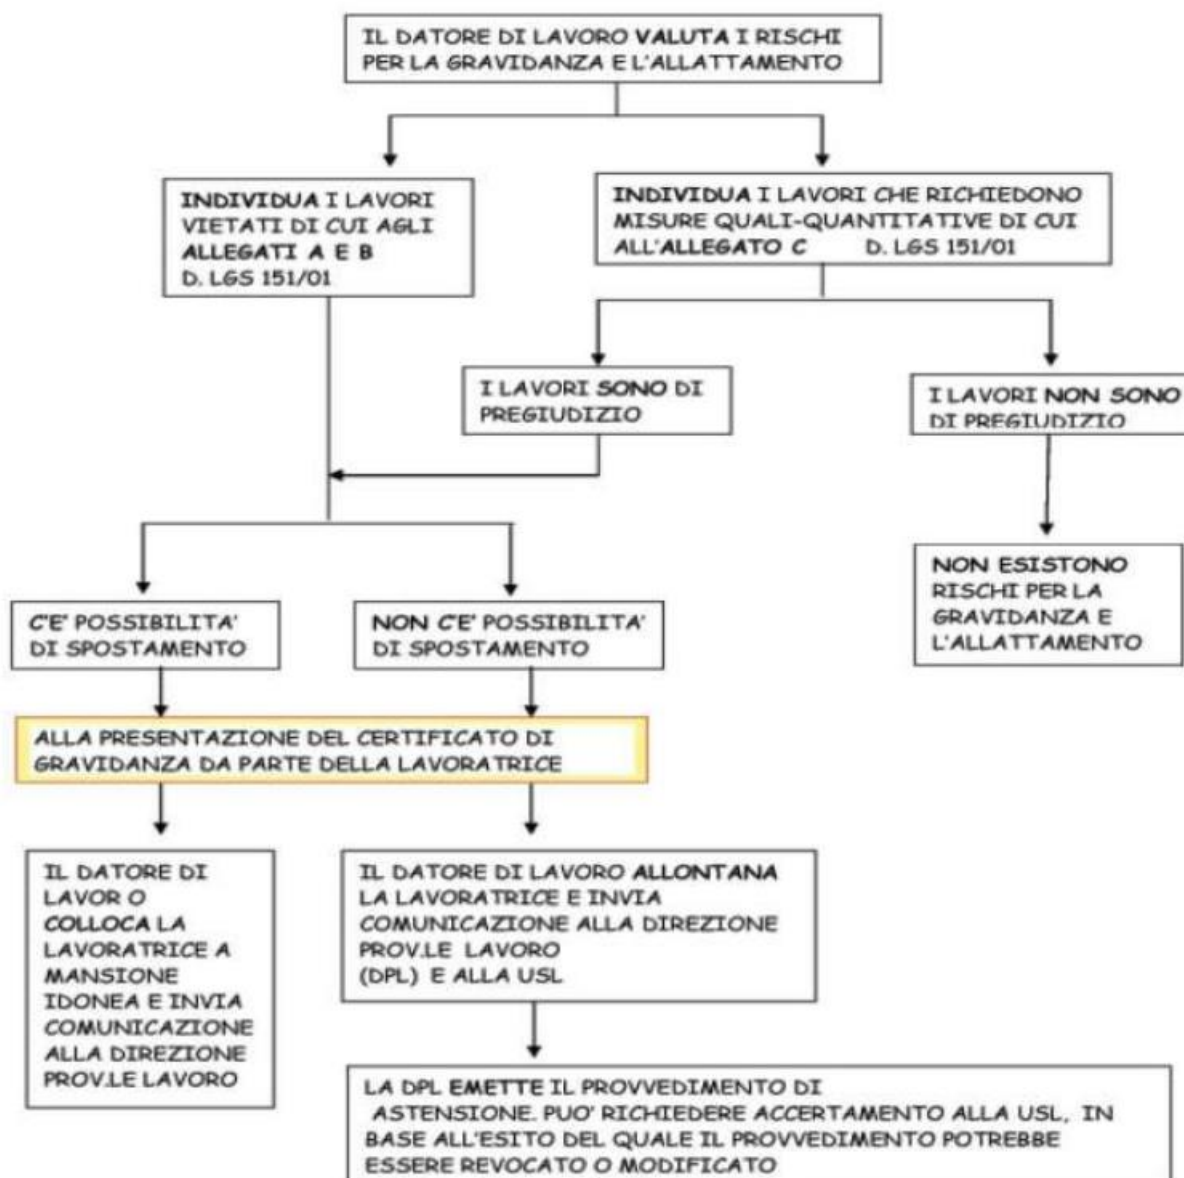 IL DATORE DI LAVORO VALUTA I RISCHI
PER LA GRAVIDANZA E L'ALLATTAMENTO
INDIVIDUA I LAVORI
VIETATI DI CUI AGLI
ALLEGATI A E B
D. LGS 151/01
INDIVIDUA I LAVORI CHE RICHIEDONO
MISURE QUALI-QUANTITATIVE DI CUI
ALL'ALLEGATO C D. LGS 151/01
I LAVORI SONO DI
PREGIUDIZIO
I LAVORI NON SONO
DI PREGIUDIZIO
NON ESISTONO
RISCHI PER LA
GRAVIDANZA E
L'ALLATTAMENTO
C'E' POSSIBILITA'
DI SPOSTAMENTO
NON C'E' POSSIBILITA'
DI SPOSTAMENTO
ALLA PRESENTAZIONE DEL CERTIFICATO DI
GRAVIDANZA DA PARTE DELLA LAVORATRICE
IL DATORE DI
LAVOR O
COLLOCA LA
LAVORATRICE A
MANSIONE
IDONEA E INVIA
COMUNICAZIONE
ALLA DIREZIONE
PROV.LE LAVORO
IL DATORE DI LAVORO ALLONTANA
LA LAVORATRICE E INVIA
COMUNICAZIONE ALLA DIREZIONE
PROV.LE LAVORO
(DPL) E ALLA USL
LA DPL EMETTE IL PROVVEDIMENTO DI
ASTENSIONE. PUO' RICHIEDERE ACCERTAMENTO ALLA USL, IN
BASE ALL'ESITO DEL QUALE IL PROVVEDIMENTO POTREBBE
ESSERE REVOCATO O MODIFICATO